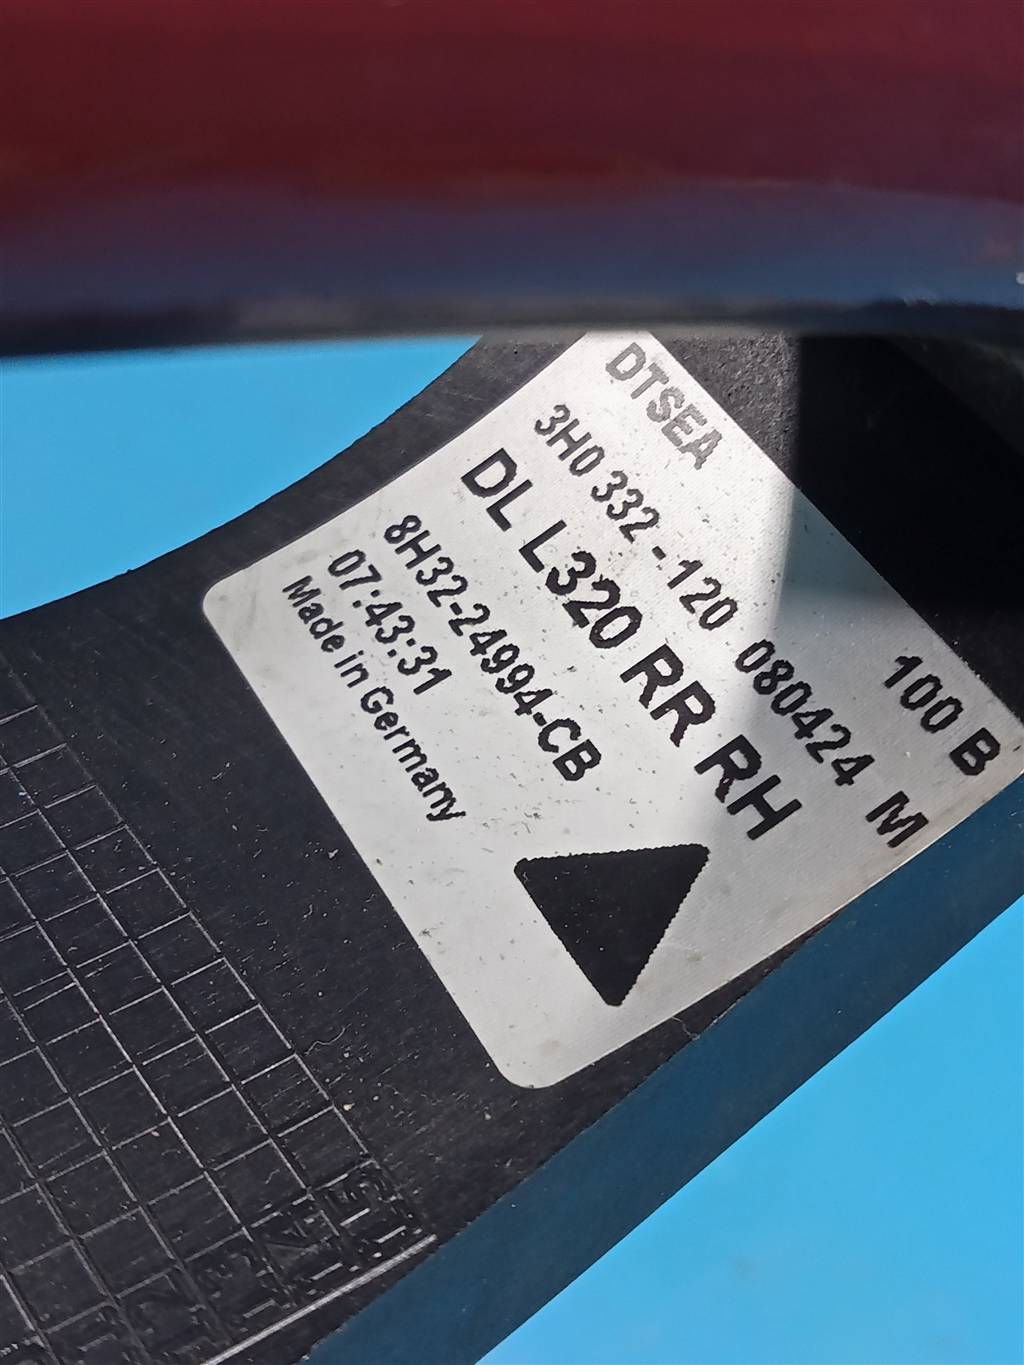 DTSEA 100 B
3H0 332 - 120 080424 M
DL L320 RR RH
8H32-24994-CB
07:43:31
Made in Germany